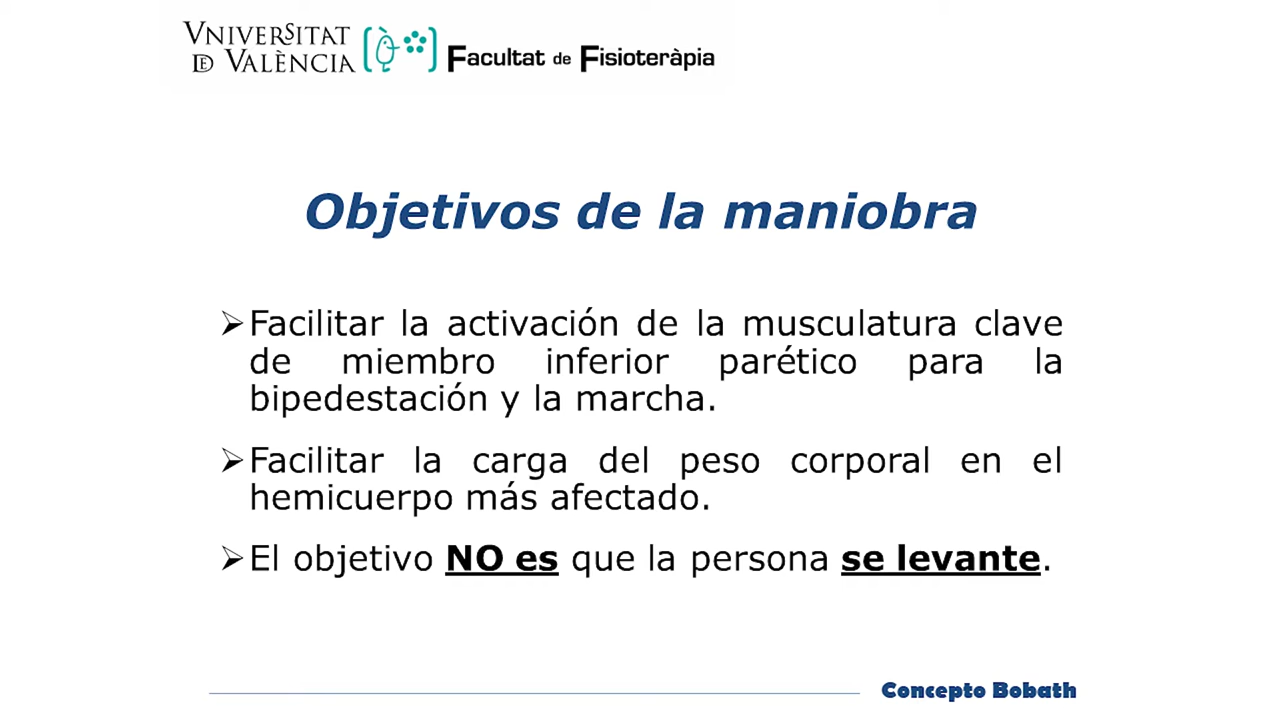 VNIVERSITAT
DE VALÈNCIA
Facultat de Fisioteràpia
Objetivos de la maniobra
➢Facilitar la activación de la musculatura clave
de miembro inferior parético para la
bipedestación y la marcha.
➢Facilitar la carga del peso corporal en el
hemicuerpo más afectado.
➢El objetivo NO es que la persona se levante.
Concepto Bobath